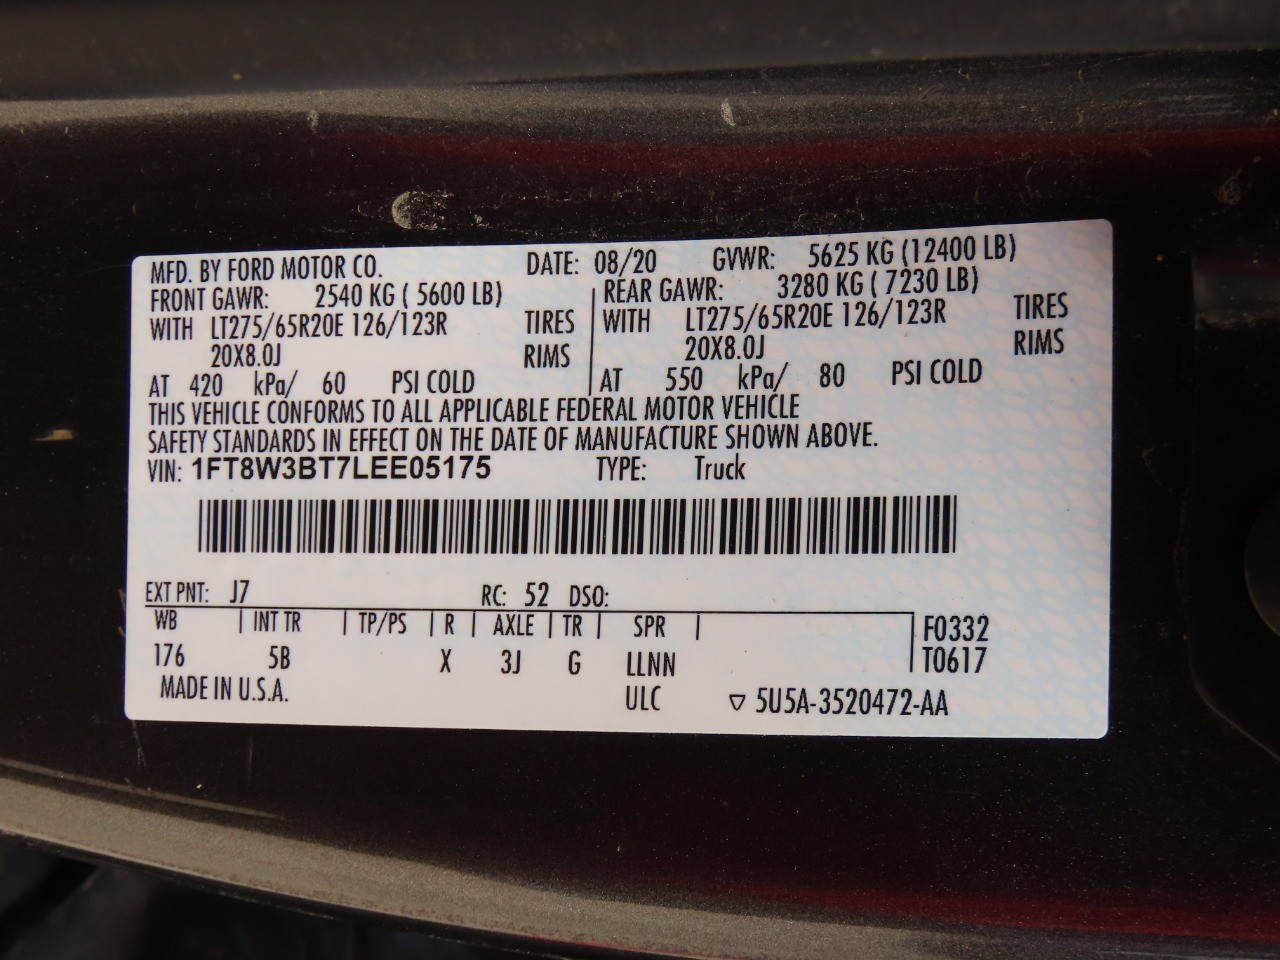 MFD. BY FORD MOTOR CO. DATE: 08/20 GVWR: 5625 KG (12400 LB)
FRONT GAWR: 2540 KG ( 5600 LB) REAR GAWR: 3280 KG ( 7230 LB)
WITH LT275/65R20E 126/123R TIRES WITH LT275/65R20E 126/123R TIRES
20X8.0J RIMS 20X8.0J RIMS
AT 420 kPa/ 60 PSI COLD AT 550 kPa/ 80 PSI COLD
THIS VEHICLE CONFORMS TO ALL APPLICABLE FEDERAL MOTOR VEHICLE
SAFETY STANDARDS IN EFFECT ON THE DATE OF MANUFACTURE SHOWN ABOVE.
VIN: 1FT8W3BT7LEE05175 TYPE: Truck
EXT PNT: J7 RC: 52 DSO:
WB INT TR TP/PS R AXLE TR SPR F0332
176 5B X 3J G LLNN T0617
MADE IN U.S.A. ULC ▽ 5U5A-3520472-AA